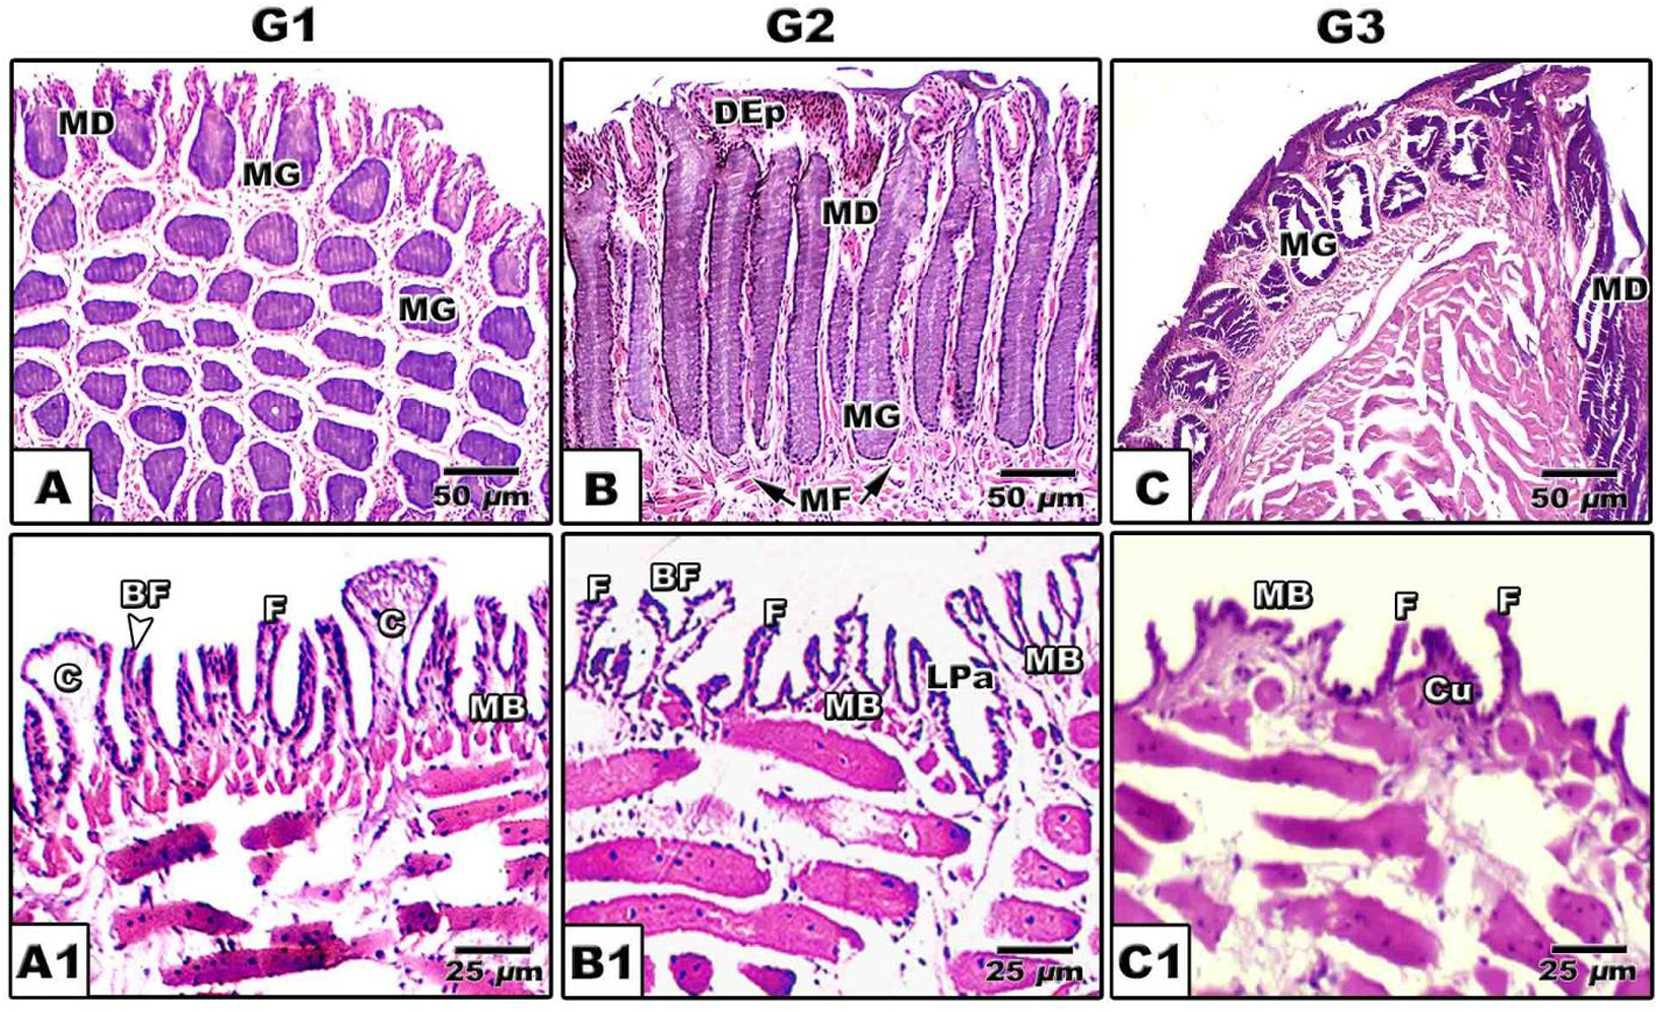 G1 G2 G3
MD
MG
MG
A
50 µm
DEp
MD
MG
MF
B
50 µm
MG
MD
C
50 µm
BF
F
C
C
MB
A1
25 µm
F
BF
F
LPa
MB
MB
B1
25 µm
MB
F
F
Cu
C1
25 µm